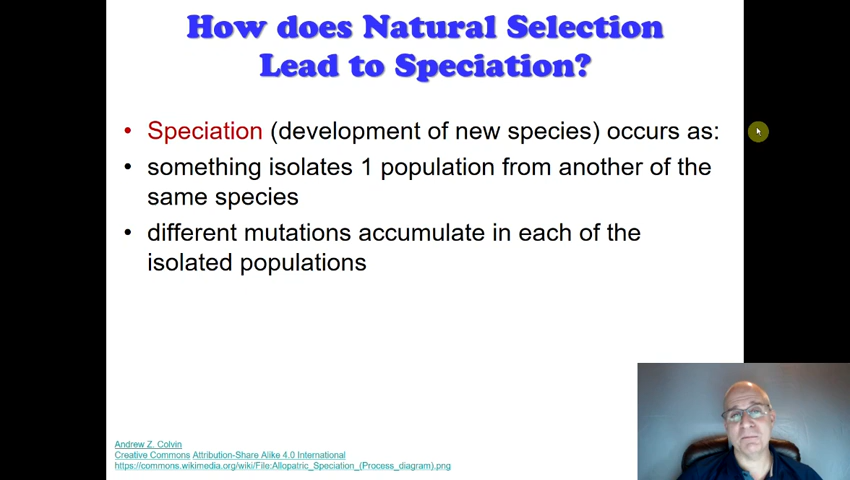 How does Natural Selection
Lead to Speciation?
• Speciation (development of new species) occurs as:
• something isolates 1 population from another of the
same species
• different mutations accumulate in each of the
isolated populations
Andrew Z. Colvin
Creative Commons Attribution-Share Alike 4.0 International
https://commons.wikimedia.org/wiki/File:Allopatric_Speciation_(Process_diagram).png